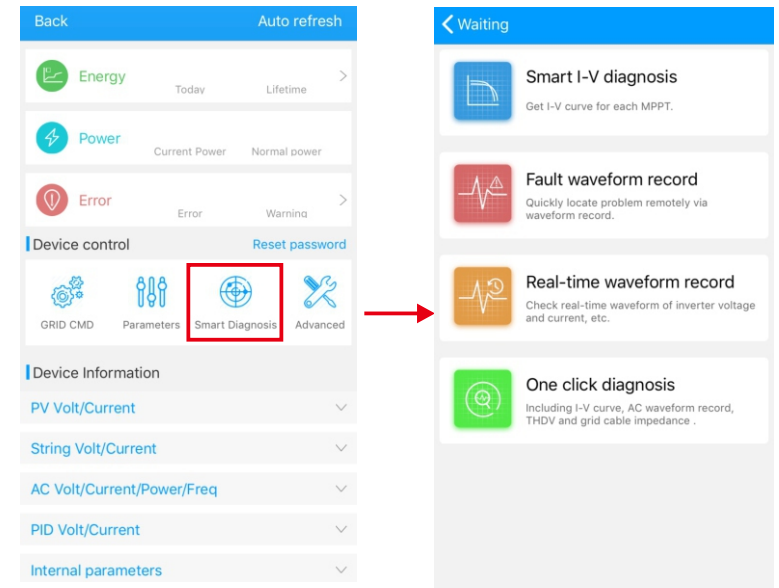 Back Auto refresh
Energy
Today Lifetime
Power
Current Power Normal power
Error
Error Warning
Device control Reset password
GRID CMD Parameters Smart Diagnosis Advanced
Device Information
PV Volt/Current
String Volt/Current
AC Volt/Current/Power/Freq
PID Volt/Current
Internal parameters
Waiting
Smart I-V diagnosis
Get I-V curve for each MPPT.
Fault waveform record
Quickly locate problem remotely via
waveform record.
Real-time waveform record
Check real-time waveform of inverter voltage
and current, etc.
One click diagnosis
Including I-V curve, AC waveform record,
THDV and grid cable impedance .